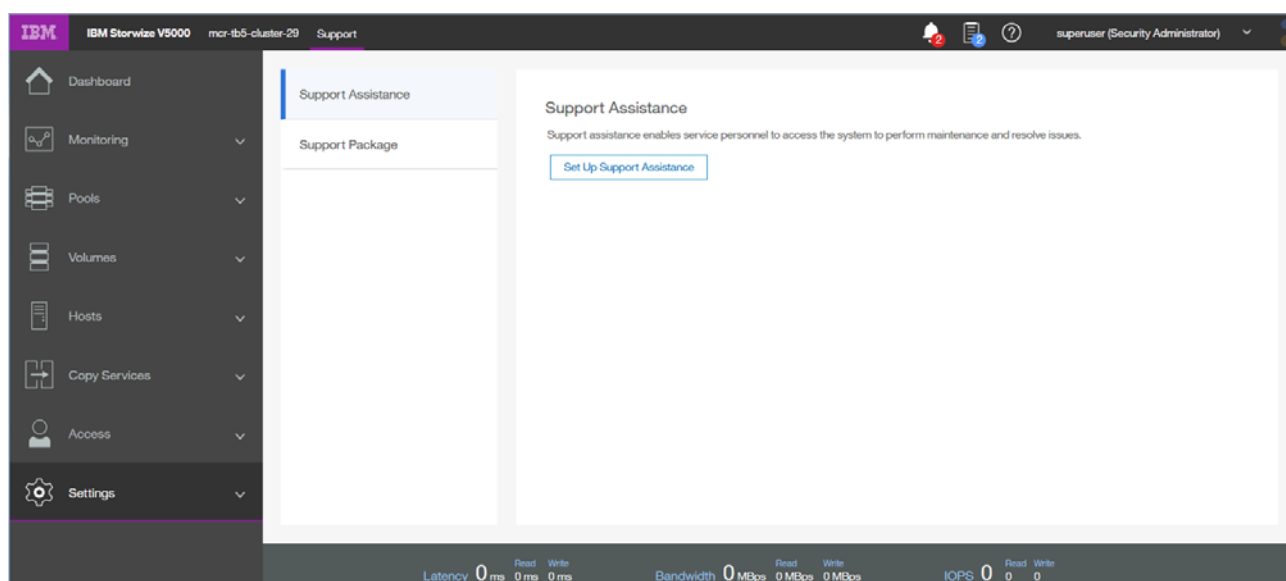 IBM IBM Storwize V5000 mcr-tb5-cluster-29 Support 2 2 ? superuser (Security Administrator)
Dashboard
Monitoring
Pools
Volumes
Hosts
Copy Services
Access
Settings
Support Assistance
Support Package
Support Assistance
Support assistance enables service personnel to access the system to perform maintenance and resolve issues.
Set Up Support Assistance
Latency 0 ms Read 0 ms Write 0 ms Bandwidth 0 MBps Read 0 MBps Write 0 MBps IOPS 0 Read 0 Write 0